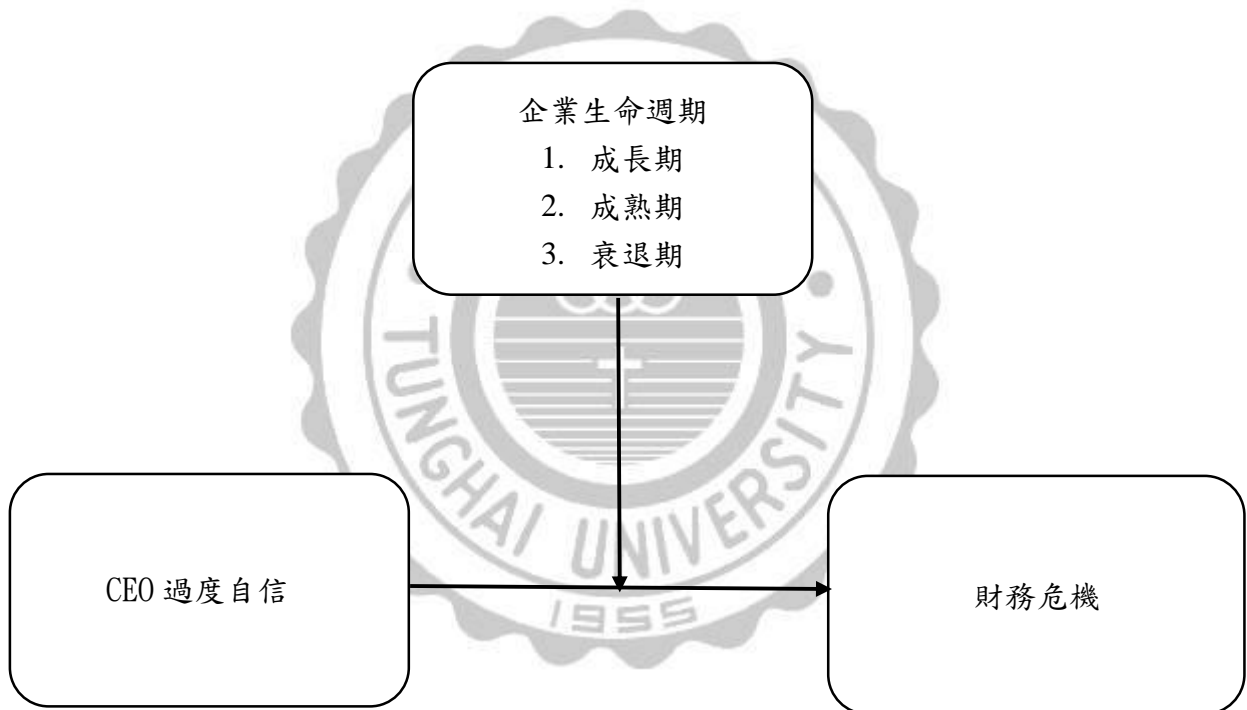 企業生命週期
1. 成長期
2. 成熟期
3. 衰退期
TUNGHAI UNIVERSITY
1955
CEO 過度自信
財務危機